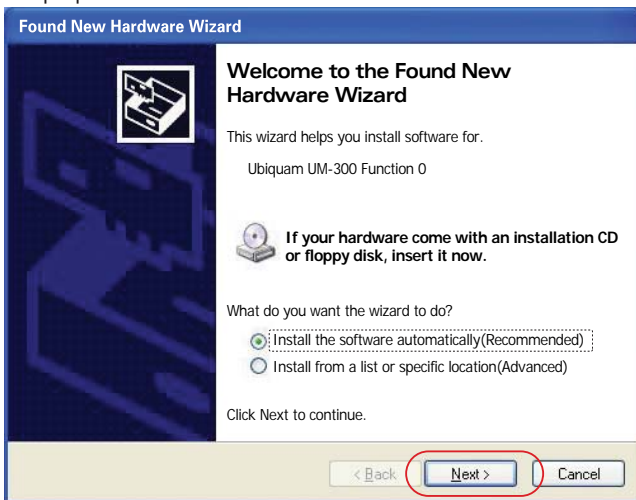 Found New Hardware Wizard
Welcome to the Found New
Hardware Wizard
This wizard helps you install software for.
Ubiquam UM-300 Function 0
If your hardware come with an installation CD
or floppy disk, insert it now.
What do you want the wizard to do?
Install the software automatically(Recommended)
Install from a list or specific location(Advanced)
Click Next to continue.
< Back Next > Cancel